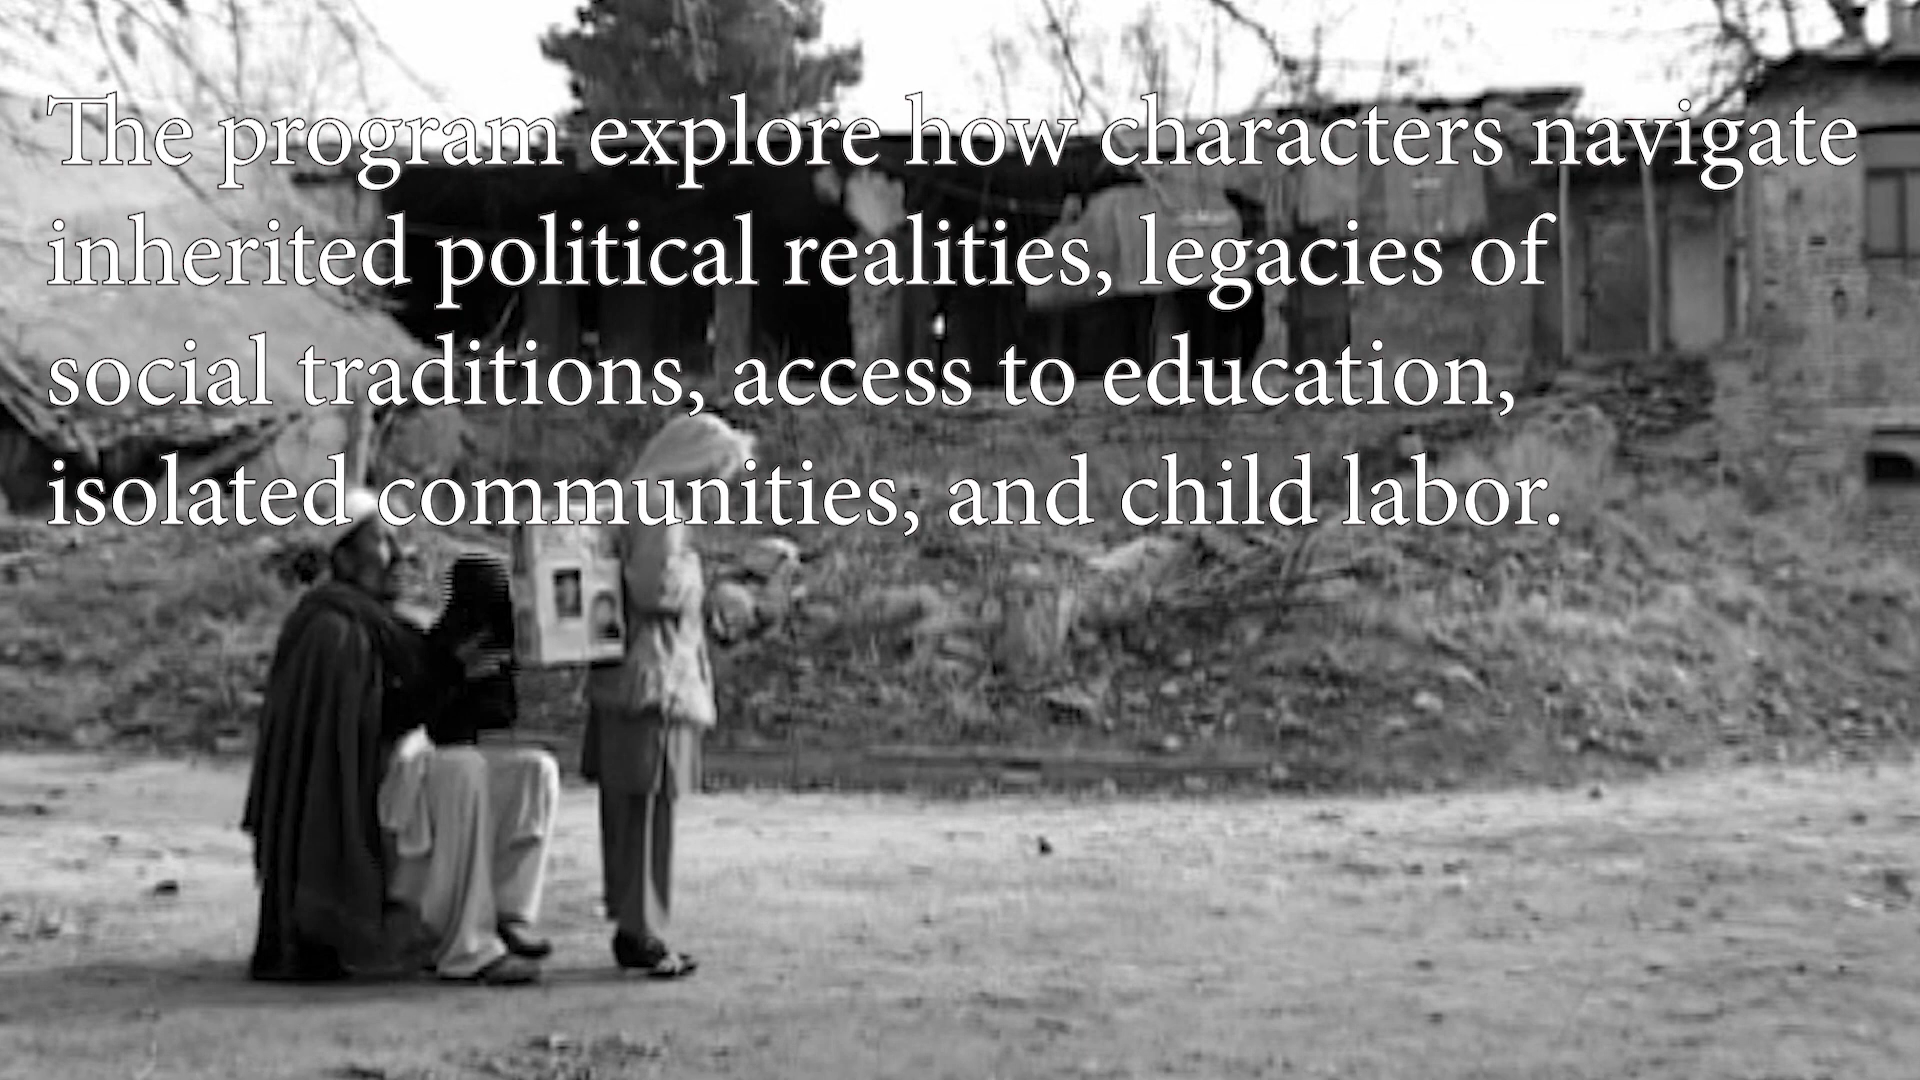 The program explore how characters navigate
inherited political realities, legacies of
social traditions, access to education,
isolated communities, and child labor.